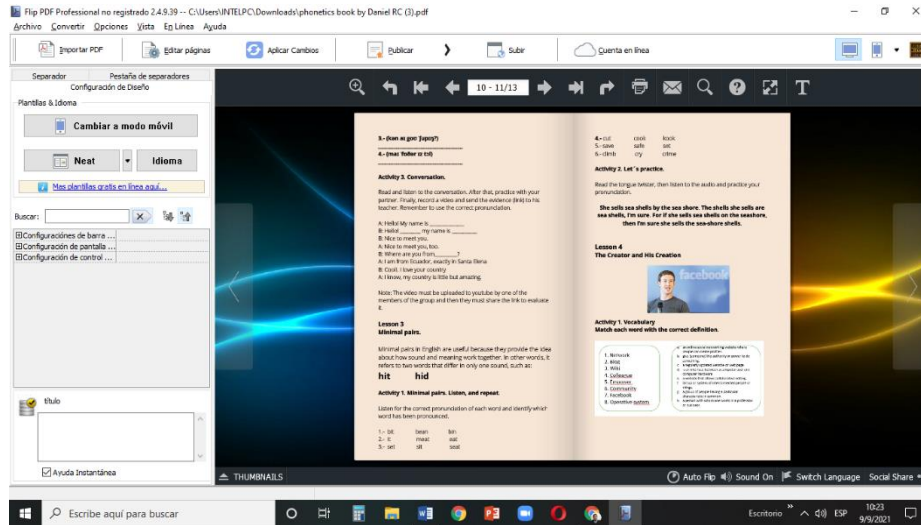 Flip PDF Professional no registrado 2.4.9.39 -- C:\Users\INTELPC\Downloads\phonetics book by Daniel RC (3).pdf
Archivo Convertir Opciones Vista En Línea Ayuda
Importar PDF Editar páginas Aplicar Cambios Publicar Subir Cuenta en línea
Separador Pestaña de separadores
Configuración de Diseño
Plantillas & Idioma
Cambiar a modo móvil
Neat Idioma
Mas plantillas gratis en línea aquí...
Buscar:
Configuraciónes de barra ...
Configuración de pantalla ...
Configuración de control ...
título
Ayuda Instantánea
10 - 11/13
Activity 3. Conversation.
Read and listen to the conversation. After that, practice with your
partner. Finally, record a video and send the evidence (link) to his
teacher. Remember to use the correct pronunciation.
A: Hello! My name is
B: Hello! my name is
B: Nice to meet you.
A: Nice to meet you, too.
B: Where are you from ?
A: I am from Ecuador, exactly in Santa Elena
B: Cool, I love your country
A: I know, my country is little but amazing.
Note: The video must be uploaded to youtube by one of the
members of the group and then they must share the link to evaluate
it.
Lesson 3
Minimal pairs.
Minimal pairs in English are useful because they provide the idea
about how sound and meaning work together. In other words, it
refers to two words that differ in only one sound, such as:
hit hid
Activity 1. Minimal pairs. Listen, and repeat.
Listen for the correct pronunciation of each word and identify which
word has been pronounced.
1.- bit bean bin
2.- it meat eat
3.- set sit seat
4.- cut cook kook
5.- save safe set
6.- climb cry crime
Activity 2. Let´s practice.
Read the tongue twister, then listen to the audio and practice your
pronunciation.
She sells sea shells by the sea shore. The shells she sells are
sea shells, I'm sure. For if she sells sea shells on the seashore,
then I'm sure she sells the sea-shore shells.
Lesson 4
The Creator and His Creation
facebook
Activity 1. Vocabulary
Match each word with the correct definition.
1. Network
2. Blog
3. Wiki
6. Community
7. Facebook
8. Operative system
THUMBNAILS
Auto Flip Sound On Switch Language Social Share
Escribe aquí para buscar
Escritorio ESP
10:23
9/9/2021